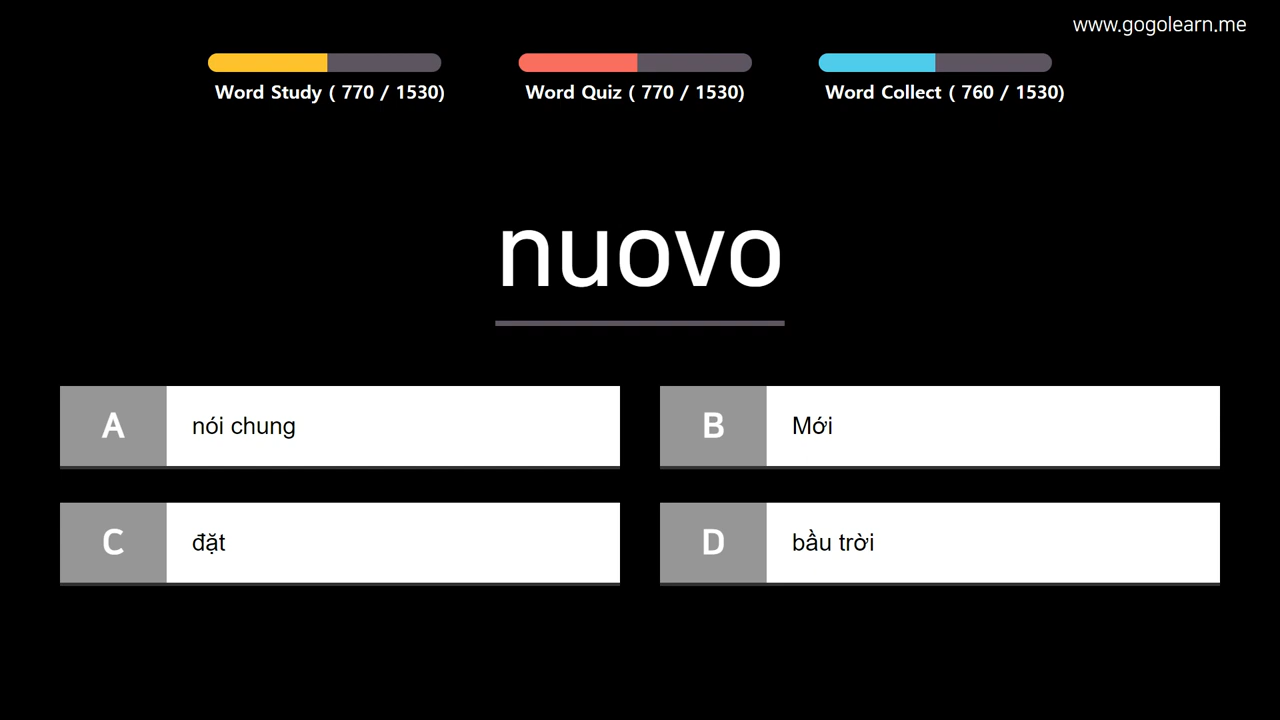 www.gogolearn.me
Word Study ( 770 / 1530)
Word Quiz ( 770 / 1530)
Word Collect ( 760 / 1530)
nuovo
A nói chung
B Mới
C đặt
D bầu trời